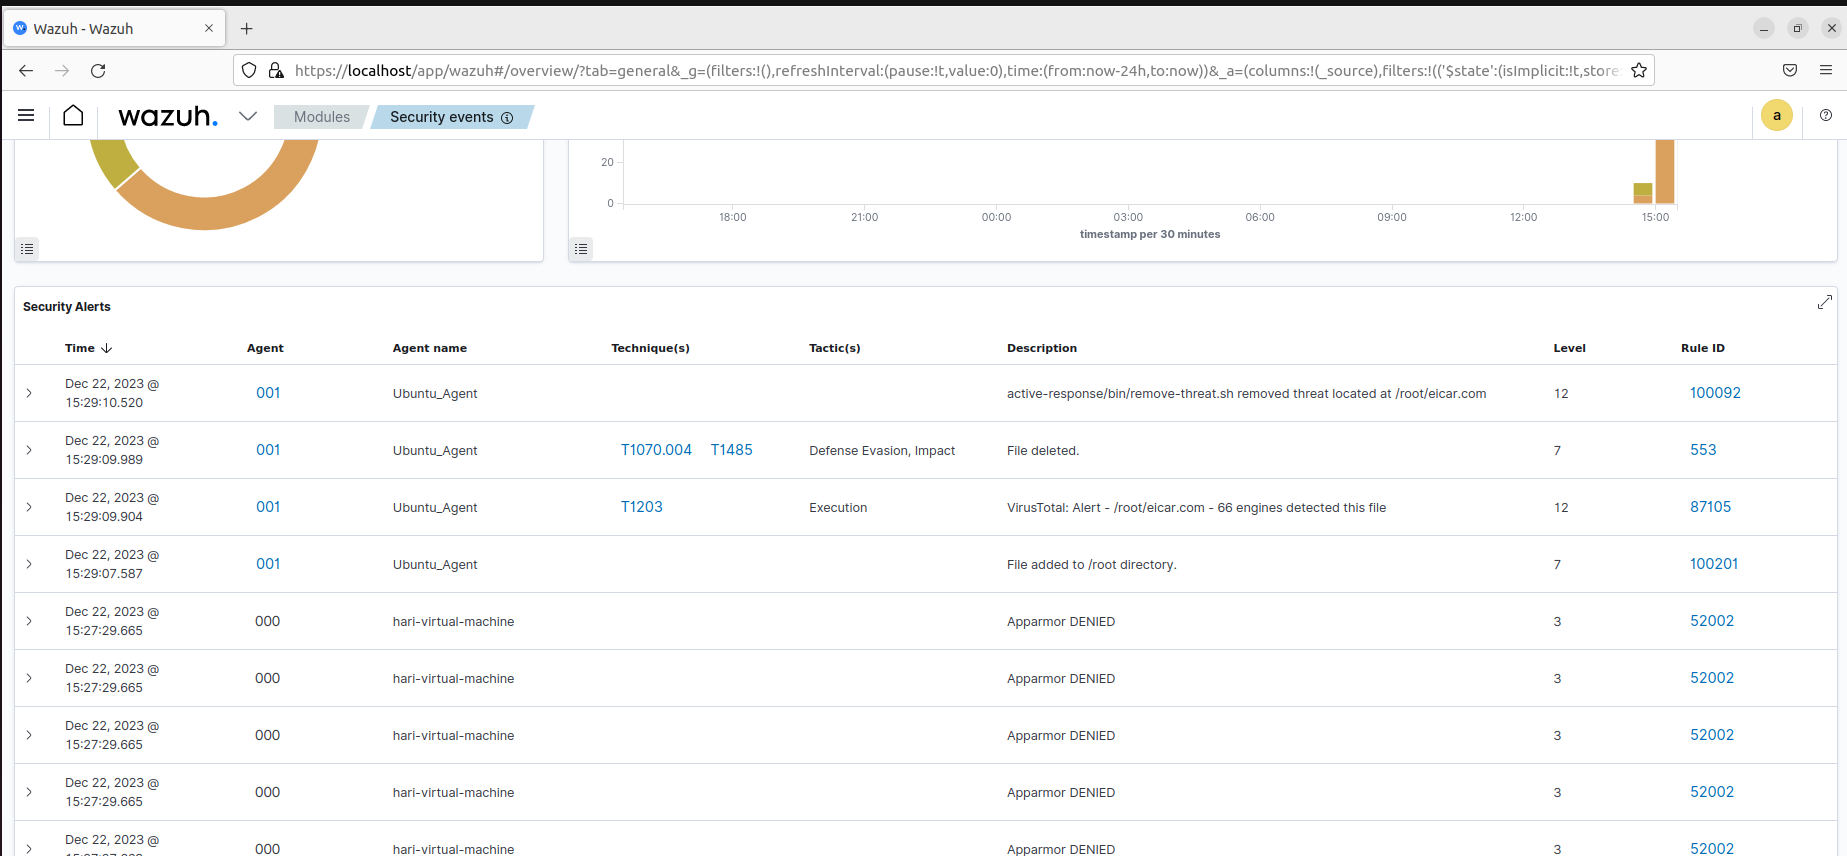 Wazuh - Wazuh
https://localhost/app/wazuh#/overview/?tab=general&_g=(filters:!(),refreshInterval:(pause:!t,value:0),time:(from:now-24h,to:now))&_a=(columns:!(_source),filters:!(('$state':(isImplicit:!t,store:
wazuh. Modules Security events a
20
0
18:00 21:00 00:00 03:00 06:00 09:00 12:00 15:00
timestamp per 30 minutes
Security Alerts
Time Agent Agent name Technique(s) Tactic(s) Description Level Rule ID
Dec 22, 2023 @
15:29:10.520 001 Ubuntu_Agent active-response/bin/remove-threat.sh removed threat located at /root/eicar.com 12 100092
Dec 22, 2023 @
15:29:09.989 001 Ubuntu_Agent T1070.004 T1485 Defense Evasion, Impact File deleted. 7 553
Dec 22, 2023 @
15:29:09.904 001 Ubuntu_Agent T1203 Execution VirusTotal: Alert - /root/eicar.com - 66 engines detected this file 12 87105
Dec 22, 2023 @
15:29:07.587 001 Ubuntu_Agent File added to /root directory. 7 100201
Dec 22, 2023 @
15:27:29.665 000 hari-virtual-machine Apparmor DENIED 3 52002
Dec 22, 2023 @
15:27:29.665 000 hari-virtual-machine Apparmor DENIED 3 52002
Dec 22, 2023 @
15:27:29.665 000 hari-virtual-machine Apparmor DENIED 3 52002
Dec 22, 2023 @
15:27:29.665 000 hari-virtual-machine Apparmor DENIED 3 52002
Dec 22, 2023 @
000 hari-virtual-machine Apparmor DENIED 3 52002